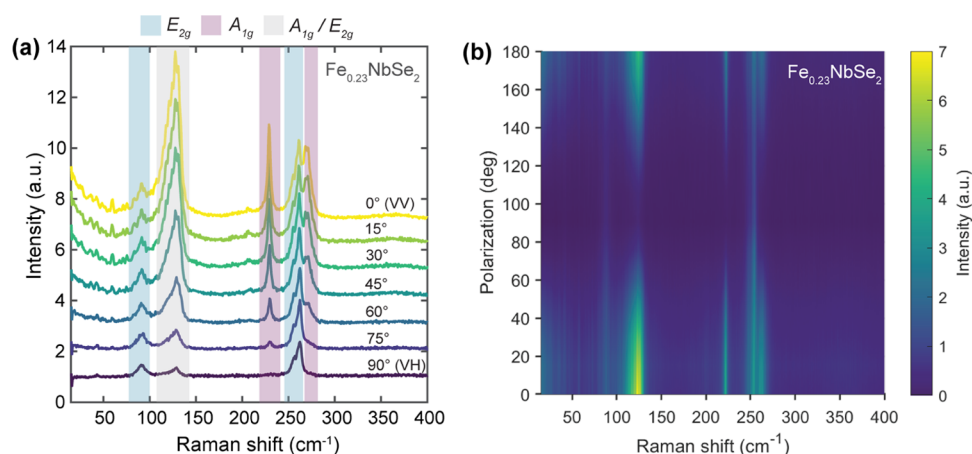 E2g A1g A1g / E2g
(a)
Fe0.23NbSe2
14
12
10
8
6
4
2
0
Intensity (a.u.)
0° (VV)
15°
30°
45°
60°
75°
90° (VH)
50 100 150 200 250 300 350 400
Raman shift (cm-1)
(b)
Fe0.23NbSe2
180
160
140
120
100
80
60
40
20
0
Polarization (deg)
50 100 150 200 250 300 350 400
Raman shift (cm-1)
7
6
5
4
3
2
1
0
Intensity (a.u.)